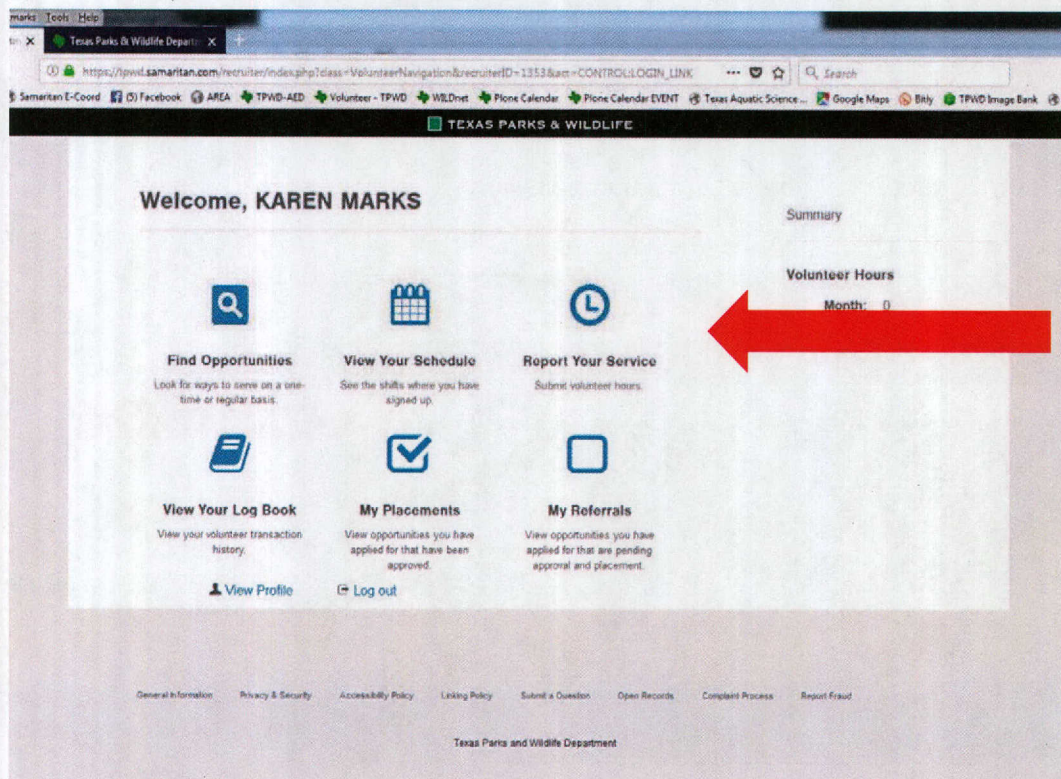 marks Tools Help
X Texas Parks & Wildlife Depart X +
https://tpwd.samaritan.com/recruiter/index.php?class=VolunteerNavigation&recruiterID=1353&act=CONTROL:LOGIN_LINK ... Search
Samaritan E-Coord (5) Facebook AREA TPWD-AED Volunteer - TPWD WILDnet Plone Calendar Plone Calendar EVENT Texas Aquatic Science ... Google Maps Bitly TPWD Image Bank
TEXAS PARKS & WILDLIFE
Welcome, KAREN MARKS
Summary
Volunteer Hours
Month: 0
Find Opportunities
Look for ways to serve on a one-
time or regular basis.
View Your Schedule
See the shifts where you have
signed up.
Report Your Service
Submit volunteer hours.
View Your Log Book
View your volunteer transaction
history.
My Placements
View opportunities you have
applied for that have been
approved.
My Referrals
View opportunities you have
applied for that are pending
approval and placement.
View Profile Log out
General Information Privacy & Security Accessibility Policy Linking Policy Submit a Question Open Records Complaint Process Report Fraud
Texas Parks and Wildlife Department